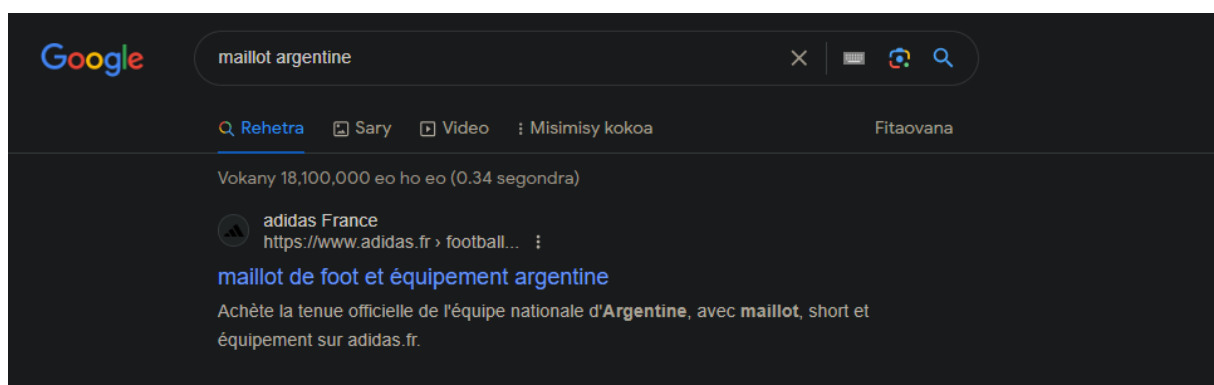 Google
maillot argentine
Rehetra Sary Video Misimisy kokoa Fitaovana
Vokany 18,100,000 eo ho eo (0.34 segondra)
adidas France
https://www.adidas.fr › football...
maillot de foot et équipement argentine
Achète la tenue officielle de l'équipe nationale d'Argentine, avec maillot, short et
équipement sur adidas.fr.